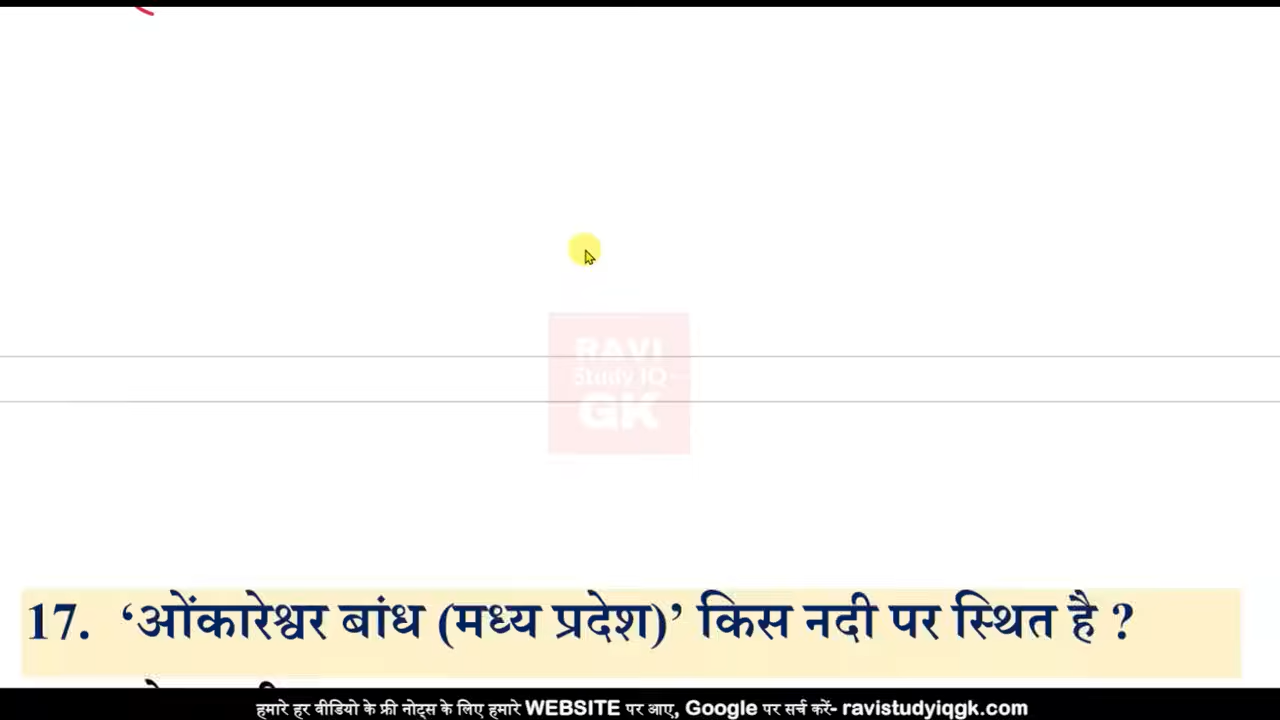 RAVI
Study IQ
GK
17. ‘ओंकारेश्वर बांध (मध्य प्रदेश)’ किस नदी पर स्थित है ?
हमारे हर वीडियो के फ्री नोट्स के लिए हमारे WEBSITE पर आए, Google पर सर्च करें- ravistudyiqgk.com